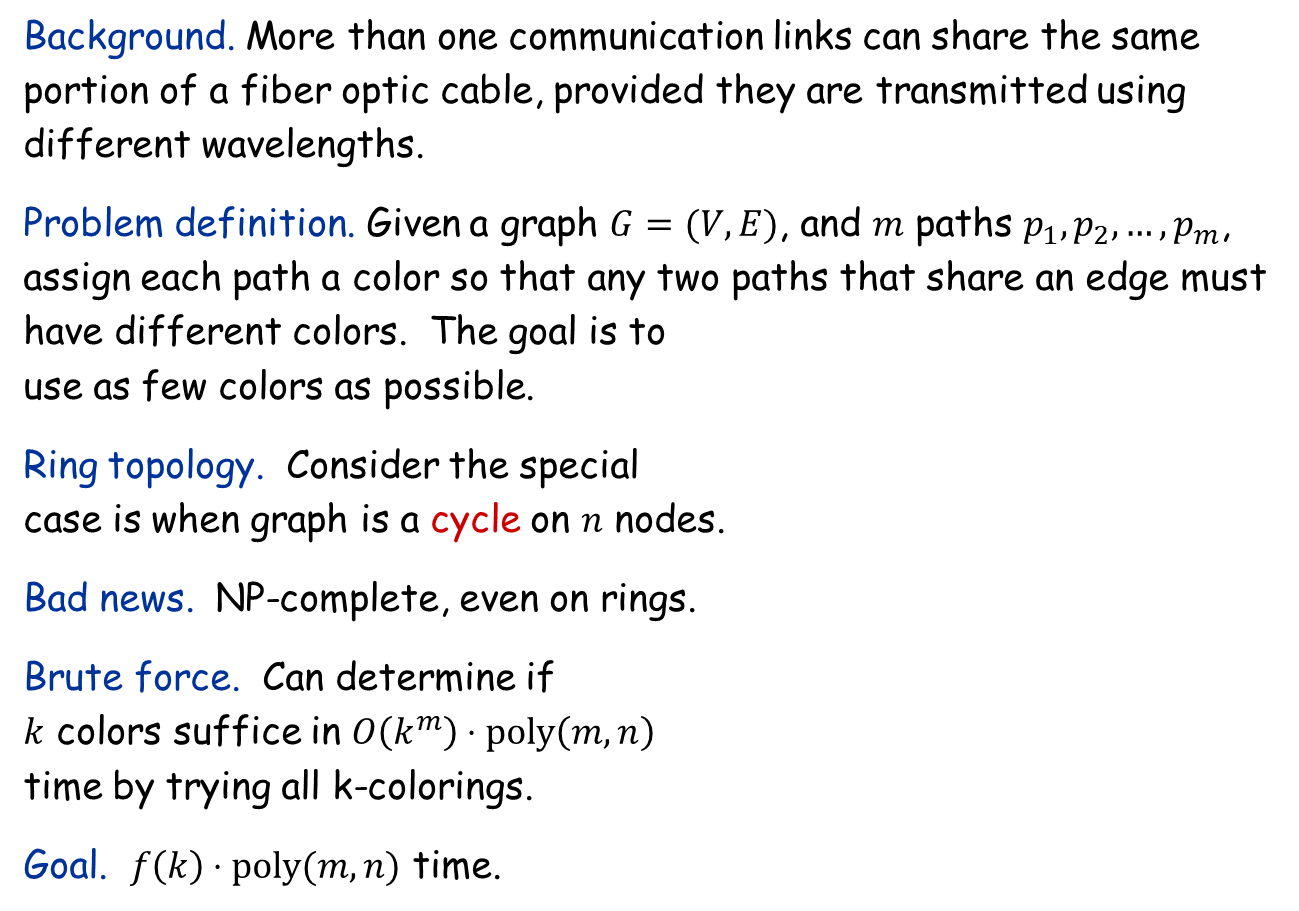 Background. More than one communication links can share the same
portion of a fiber optic cable, provided they are transmitted using
different wavelengths.
Problem definition. Given a graph G = (V, E), and m paths p₁, p₂, … , pₘ,
assign each path a color so that any two paths that share an edge must
have different colors. The goal is to
use as few colors as possible.
Ring topology. Consider the special
case is when graph is a cycle on n nodes.
Bad news. NP-complete, even on rings.
Brute force. Can determine if
k colors suffice in O(kᵐ) · poly(m, n)
time by trying all k-colorings.
Goal. f(k) · poly(m, n) time.